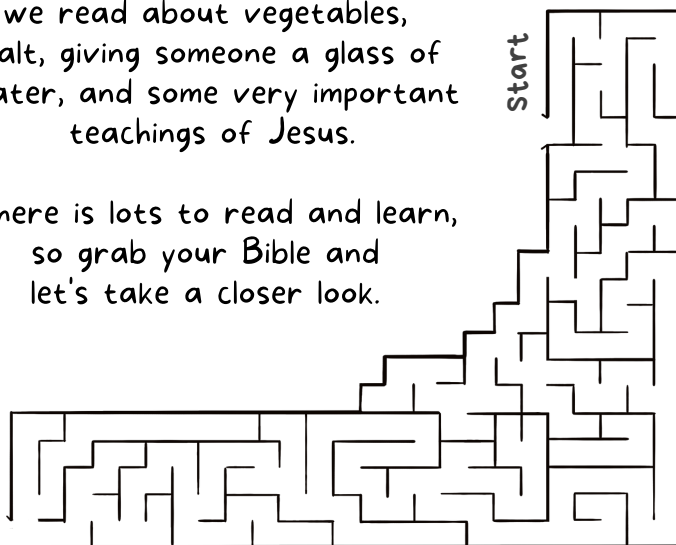 we read about vegetables,
alt, giving someone a glass of
ater, and some very important
teachings of Jesus.
here is lots to read and learn,
so grab your Bible and
let's take a closer look.
Start